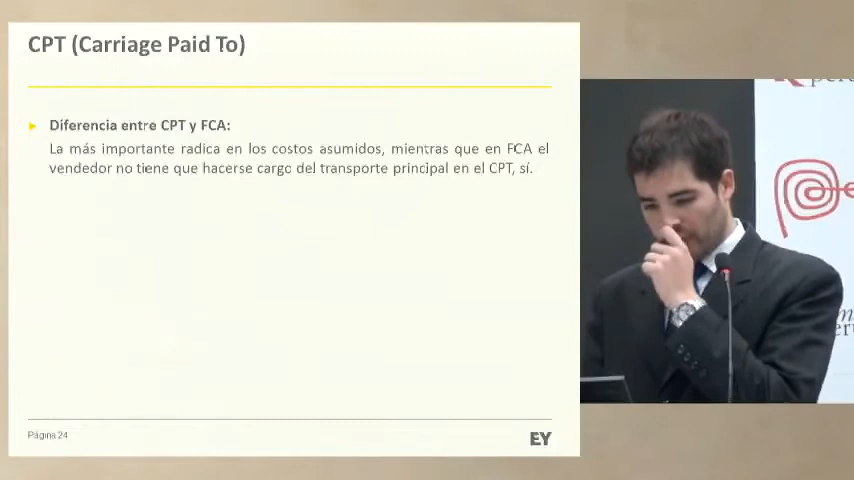 CPT (Carriage Paid To)
Diferencia entre CPT y FCA:
La más importante radica en los costos asumidos, mientras que en FCA el
vendedor no tiene que hacerse cargo del transporte principal en el CPT, sí.
Página 24
EY